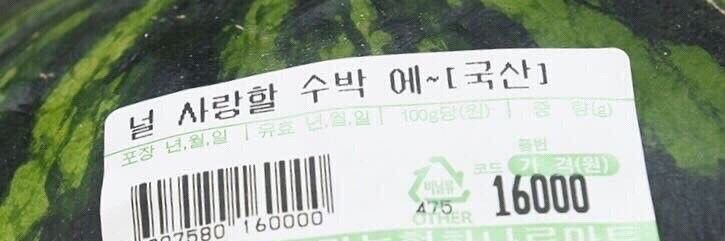 널 사랑할 수박 에~[국산]
포장 년,월,일 유효 년,월,일 100g당(원) 중 량(g)
품번
코드 가 격(원)
비닐류
475 16000
OTHER
07580 160000